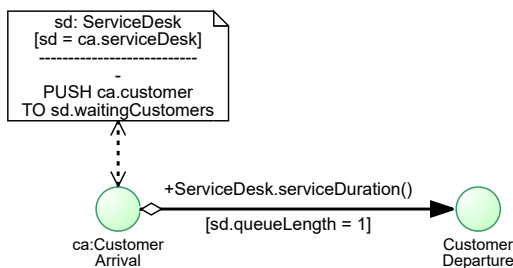 sd: ServiceDesk
[sd = ca.serviceDesk]
---------------------------
-
PUSH ca.customer
TO sd.waitingCustomers
+ServiceDesk.serviceDuration()
[sd.queueLength = 1]
ca:Customer
Arrival
Customer
Departure